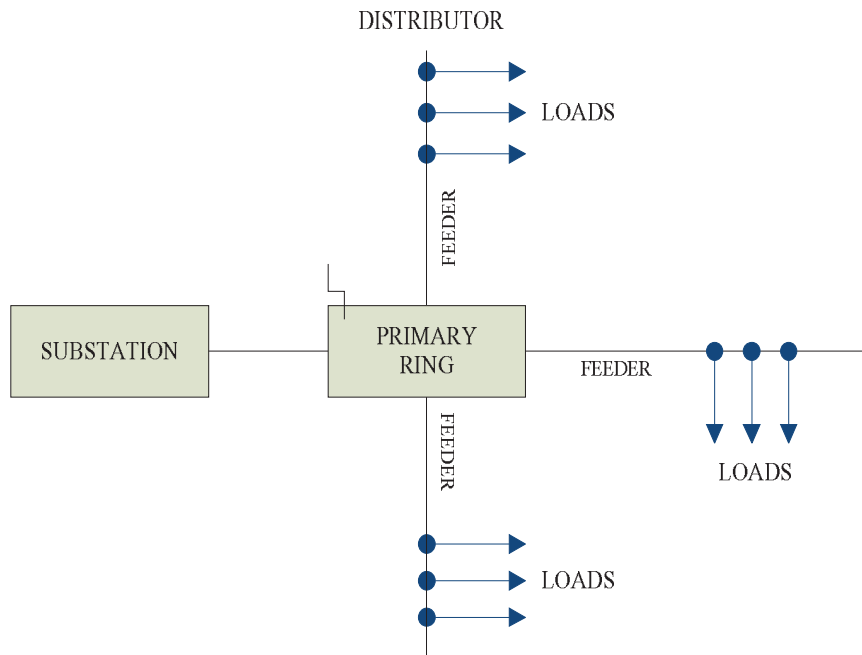 DISTRIBUTOR
LOADS
FEEDER
SUBSTATION
PRIMARY
RING
FEEDER
FEEDER
LOADS
LOADS